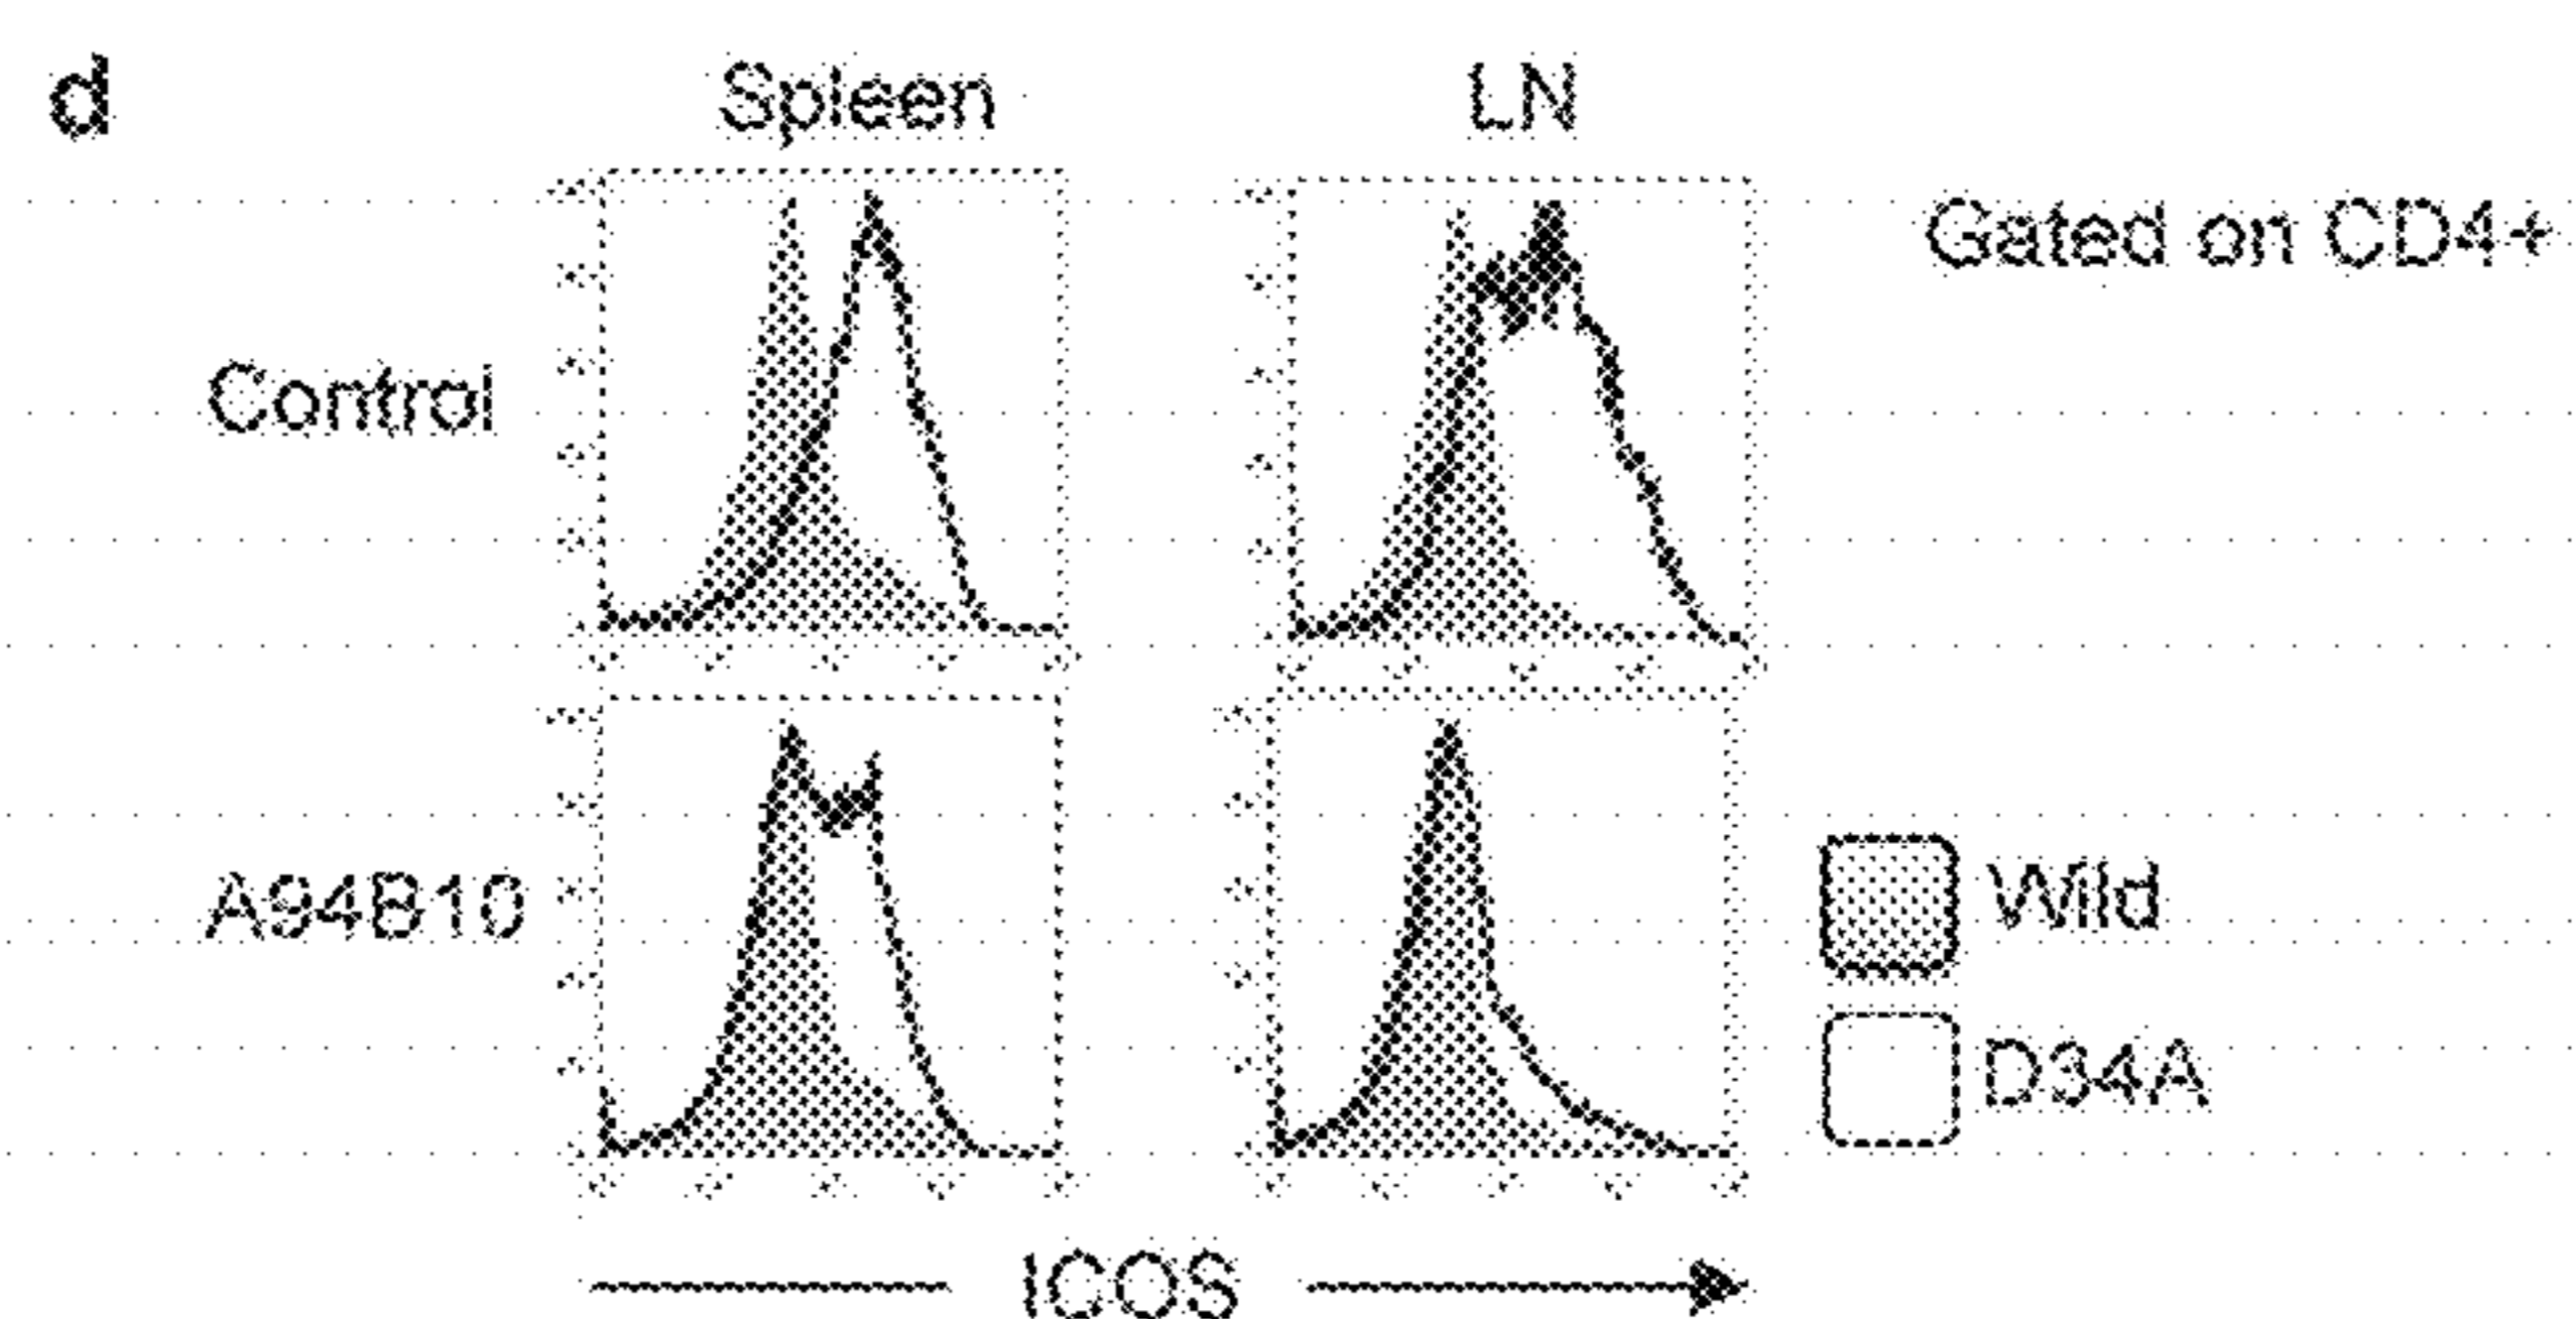 d
Spleen
LN
Gated on CD4+
Control
A94B10
Wild
D34A
ICOS